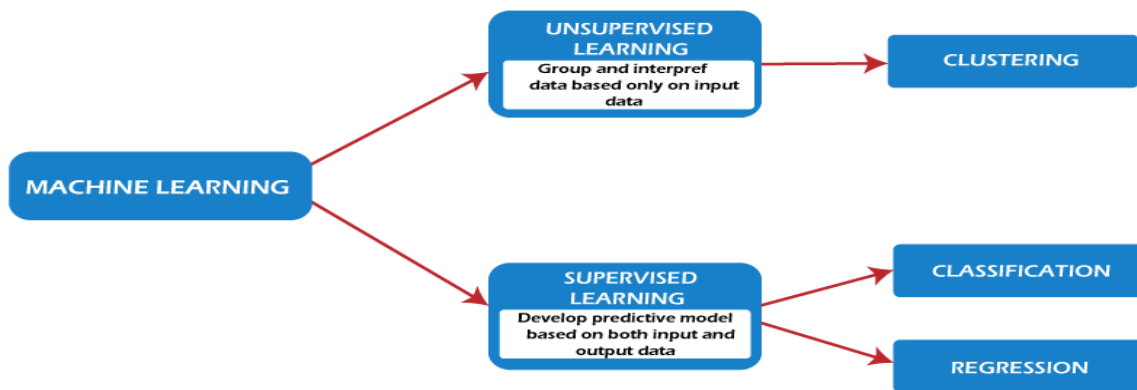 UNSUPERVISED
LEARNING
Group and interpref
data based only on input
data
CLUSTERING
MACHINE LEARNING
SUPERVISED
LEARNING
Develop predictive model
based on both input and
output data
CLASSIFICATION
REGRESSION